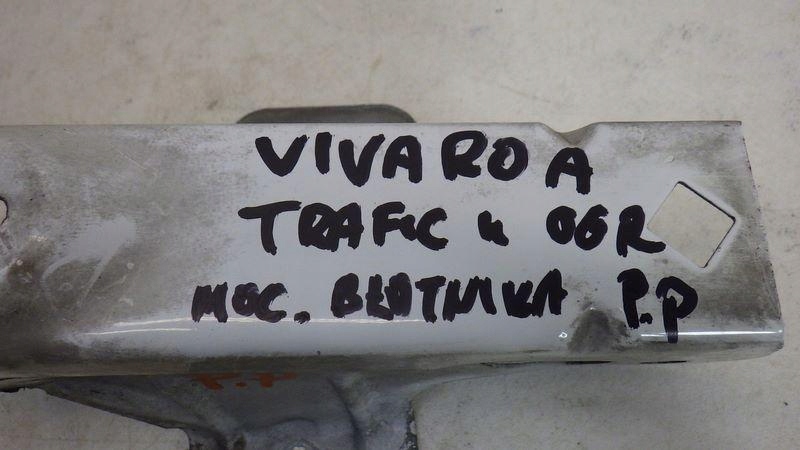 VIVARO A
TRAFIC II 06R
MOC. BŁOTNIKA P.P
P.P